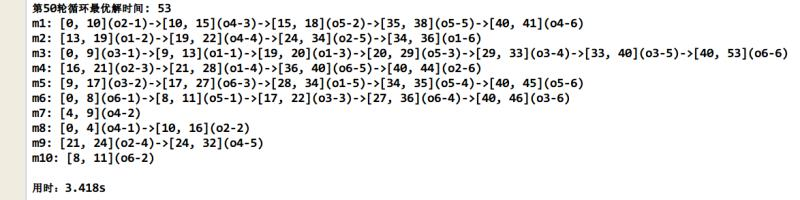 第50轮循环最优解时间: 53
m1: [0, 10](o2-1)->[10, 15](o4-3)->[15, 18](o5-2)->[35, 38](o5-5)->[40, 41](o4-6)
m2: [13, 19](o1-2)->[19, 22](o4-4)->[24, 34](o2-5)->[34, 36](o1-6)
m3: [0, 9](o3-1)->[9, 13](o1-1)->[19, 20](o1-3)->[20, 29](o5-3)->[29, 33](o3-4)->[33, 40](o3-5)->[40, 53](o6-6)
m4: [16, 21](o2-3)->[21, 28](o1-4)->[36, 40](o6-5)->[40, 44](o2-6)
m5: [9, 17](o3-2)->[17, 27](o6-3)->[28, 34](o1-5)->[34, 35](o5-4)->[40, 45](o5-6)
m6: [0, 8](o6-1)->[8, 11](o5-1)->[17, 22](o3-3)->[27, 36](o6-4)->[40, 46](o3-6)
m7: [4, 9](o4-2)
m8: [0, 4](o4-1)->[10, 16](o2-2)
m9: [21, 24](o2-4)->[24, 32](o4-5)
m10: [8, 11](o6-2)
用时: 3.418s